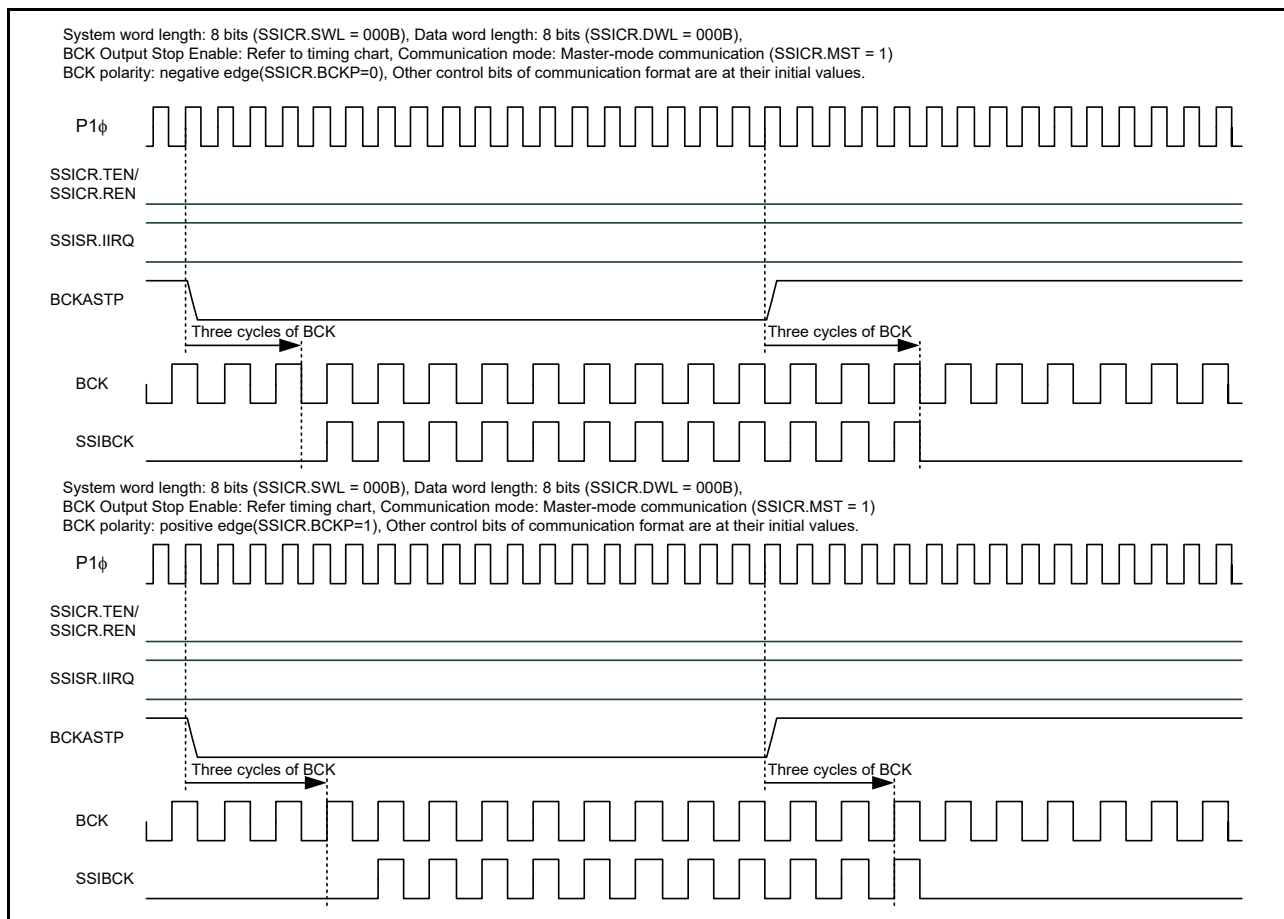 System word length: 8 bits (SSICR.SWL = 000B), Data word length: 8 bits (SSICR.DWL = 000B),
BCK Output Stop Enable: Refer to timing chart, Communication mode: Master-mode communication (SSICR.MST = 1)
BCK polarity: negative edge(SSICR.BCKP=0), Other control bits of communication format are at their initial values.
P1ϕ
SSICR.TEN/
SSICR.REN
SSISR.IIRQ
BCKASTP
Three cycles of BCK Three cycles of BCK
BCK
SSIBCK
System word length: 8 bits (SSICR.SWL = 000B), Data word length: 8 bits (SSICR.DWL = 000B),
BCK Output Stop Enable: Refer timing chart, Communication mode: Master-mode communication (SSICR.MST = 1)
BCK polarity: positive edge(SSICR.BCKP=1), Other control bits of communication format are at their initial values.
P1ϕ
SSICR.TEN/
SSICR.REN
SSISR.IIRQ
BCKASTP
Three cycles of BCK Three cycles of BCK
BCK
SSIBCK